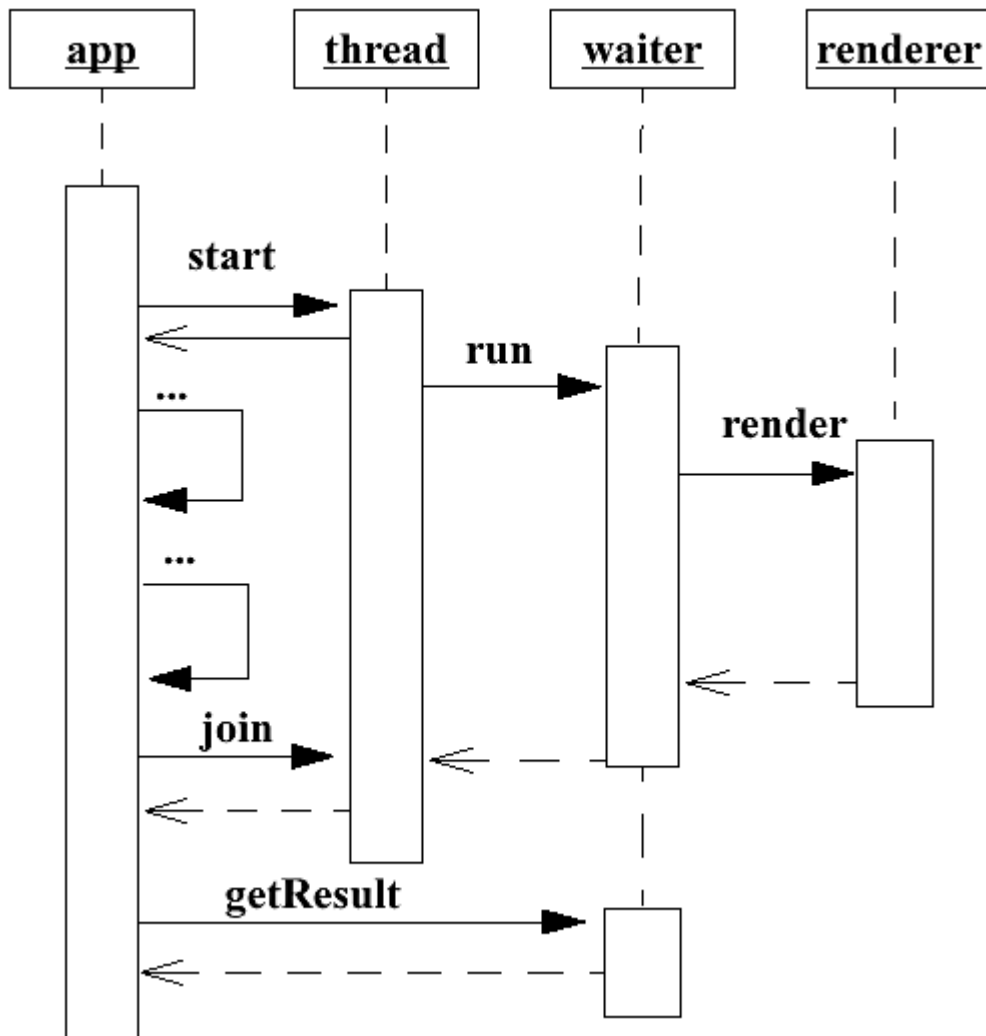 app
thread
waiter
renderer
start
run
...
render
...
join
getResult